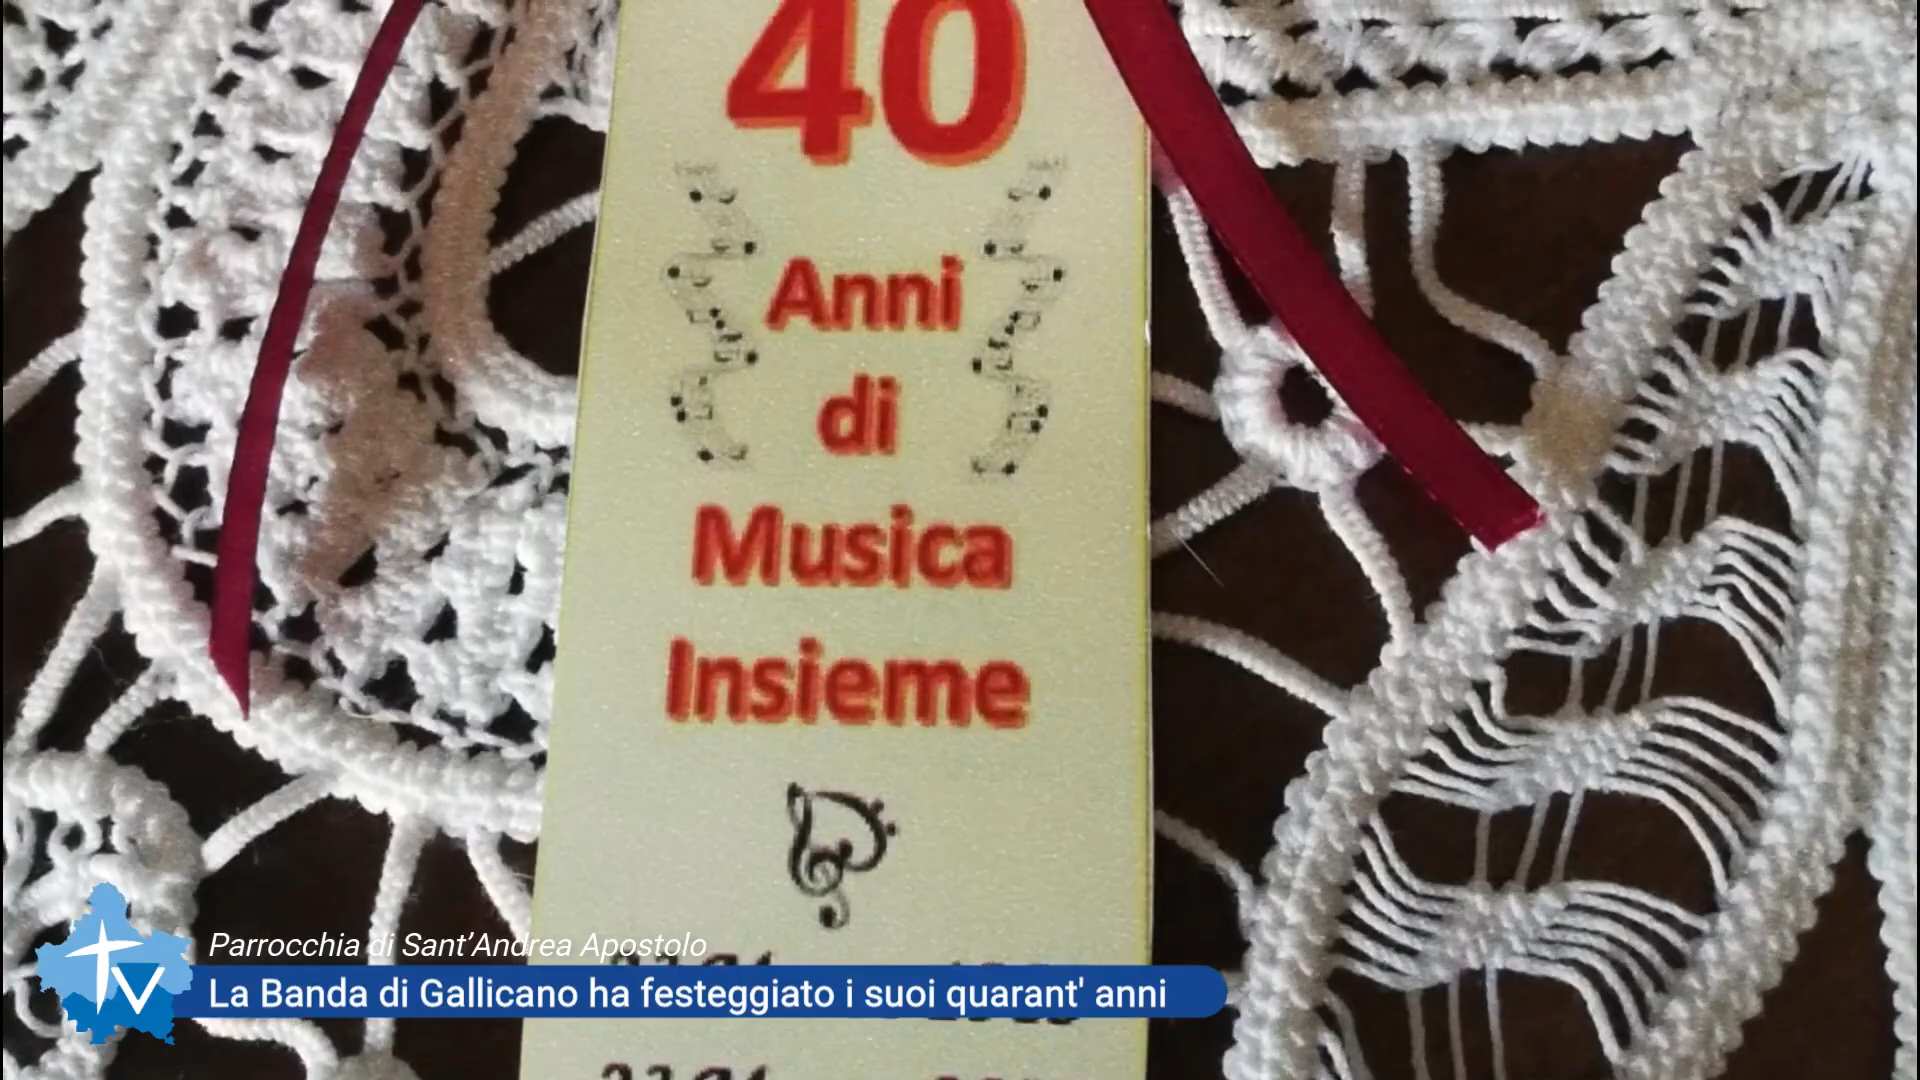 40
Anni
di
Musica
Insieme
Parrocchia di Sant'Andrea Apostolo
La Banda di Gallicano ha festeggiato i suoi quarant' anni
tv